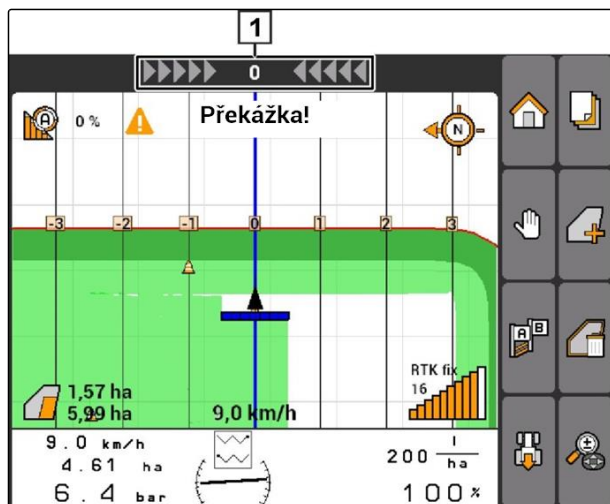 1
0
0 %
Překážka!
N
A
-3 -2 -1 0 1 2 3
A B
RTK fix
16
1,57 ha
5,99 ha
9,0 km/h
9.0 km/h
4.61 ha
6.4 bar
200 l/ha
100 %